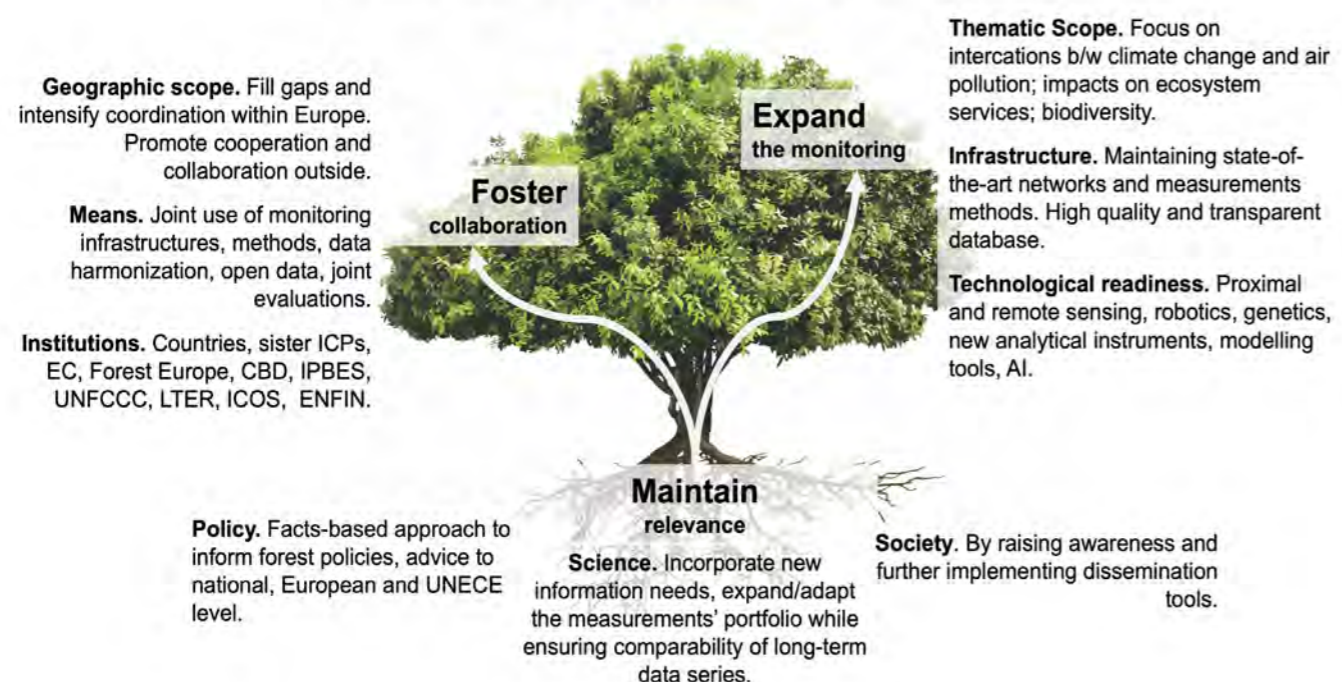 Geographic scope. Fill gaps and
intensify coordination within Europe.
Promote cooperation and
collaboration outside.
Means. Joint use of monitoring
infrastructures, methods, data
harmonization, open data, joint
evaluations.
Institutions. Countries, sister ICPs,
EC, Forest Europe, CBD, IPBES,
UNFCCC, LTER, ICOS, ENFIN.
Foster
collaboration
Expand
the monitoring
Thematic Scope. Focus on
intercations b/w climate change and air
pollution; impacts on ecosystem
services; biodiversity.
Infrastructure. Maintaining state-of-
the-art networks and measurements
methods. High quality and transparent
database.
Technological readiness. Proximal
and remote sensing, robotics, genetics,
new analytical instruments, modelling
tools, AI.
Maintain
relevance
Policy. Facts-based approach to
inform forest policies, advice to
national, European and UNECE
level.
Science. Incorporate new
information needs, expand/adapt
the measurements' portfolio while
ensuring comparability of long-term
data series.
Society. By raising awareness and
further implementing dissemination
tools.